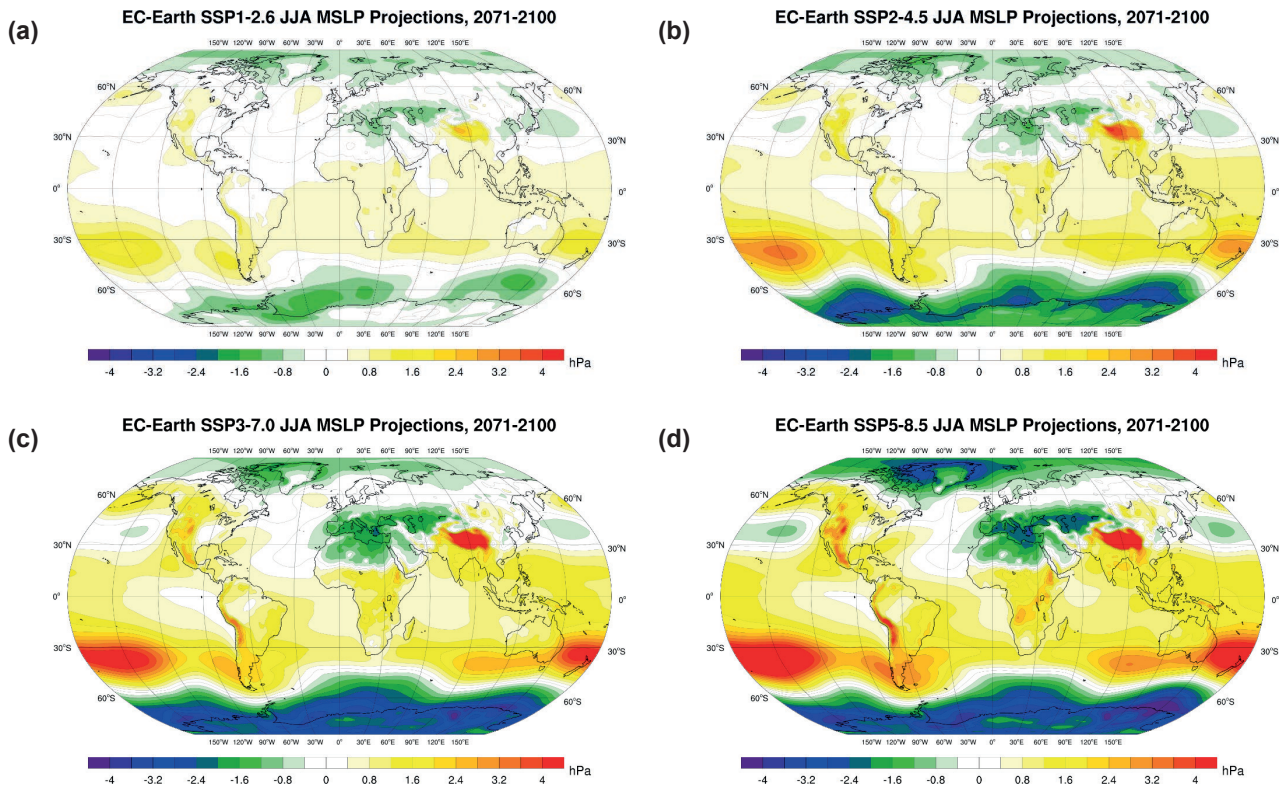 (a)
EC-Earth SSP1-2.6 JJA MSLP Projections, 2071-2100
150°W 120°W 90°W 60°W 30°W 0° 30°E 60°E 90°E 120°E 150°E
60°N
60°N
30°N
30°N
0°
0°
30°S
30°S
60°S
60°S
150°W 120°W 90°W 60°W 30°W 0° 30°E 60°E 90°E 120°E 150°E
-4 -3.2 -2.4 -1.6 -0.8 0 0.8 1.6 2.4 3.2 4 hPa
(b)
EC-Earth SSP2-4.5 JJA MSLP Projections, 2071-2100
150°W 120°W 90°W 60°W 30°W 0° 30°E 60°E 90°E 120°E 150°E
60°N
60°N
30°N
30°N
0°
0°
30°S
30°S
60°S
60°S
150°W 120°W 90°W 60°W 30°W 0° 30°E 60°E 90°E 120°E 150°E
-4 -3.2 -2.4 -1.6 -0.8 0 0.8 1.6 2.4 3.2 4 hPa
(c)
EC-Earth SSP3-7.0 JJA MSLP Projections, 2071-2100
150°W 120°W 90°W 60°W 30°W 0° 30°E 60°E 90°E 120°E 150°E
60°N
60°N
30°N
30°N
0°
0°
30°S
30°S
60°S
60°S
150°W 120°W 90°W 60°W 30°W 0° 30°E 60°E 90°E 120°E 150°E
-4 -3.2 -2.4 -1.6 -0.8 0 0.8 1.6 2.4 3.2 4 hPa
(d)
EC-Earth SSP5-8.5 JJA MSLP Projections, 2071-2100
150°W 120°W 90°W 60°W 30°W 0° 30°E 60°E 90°E 120°E 150°E
60°N
60°N
30°N
30°N
0°
0°
30°S
30°S
60°S
60°S
150°W 120°W 90°W 60°W 30°W 0° 30°E 60°E 90°E 120°E 150°E
-4 -3.2 -2.4 -1.6 -0.8 0 0.8 1.6 2.4 3.2 4 hPa